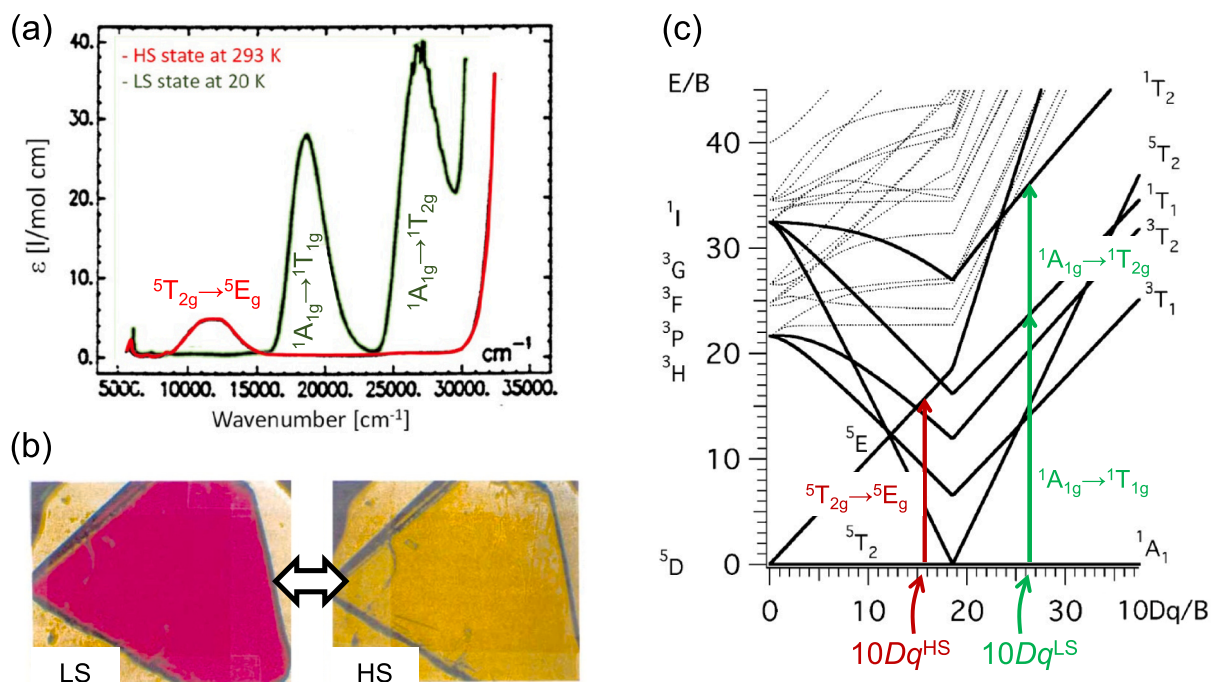 (a)
40.
30.
20.
10.
0.
ε [l/mol cm]
- HS state at 293 K
- LS state at 20 K
⁵T₂g→⁵Eg
¹A₁g→¹T₁g
¹A₁g→¹T₂g
cm⁻¹
5000. 10000. 15000. 20000. 25000. 30000. 35000.
Wavenumber [cm⁻¹]
(b)
LS
HS
(c)
E/B
40
30
20
10
0
¹I
³G
³F
³P
³H
⁵D
¹T₂
⁵T₂
¹T₁
³T₂
³T₁
¹A₁g→¹T₂g
⁵E
⁵T₂g→⁵Eg
¹A₁g→¹T₁g
⁵T₂
¹A₁
0 10 20 30 10Dq/B
10Dqᴴˢ
10Dqᴸˢ